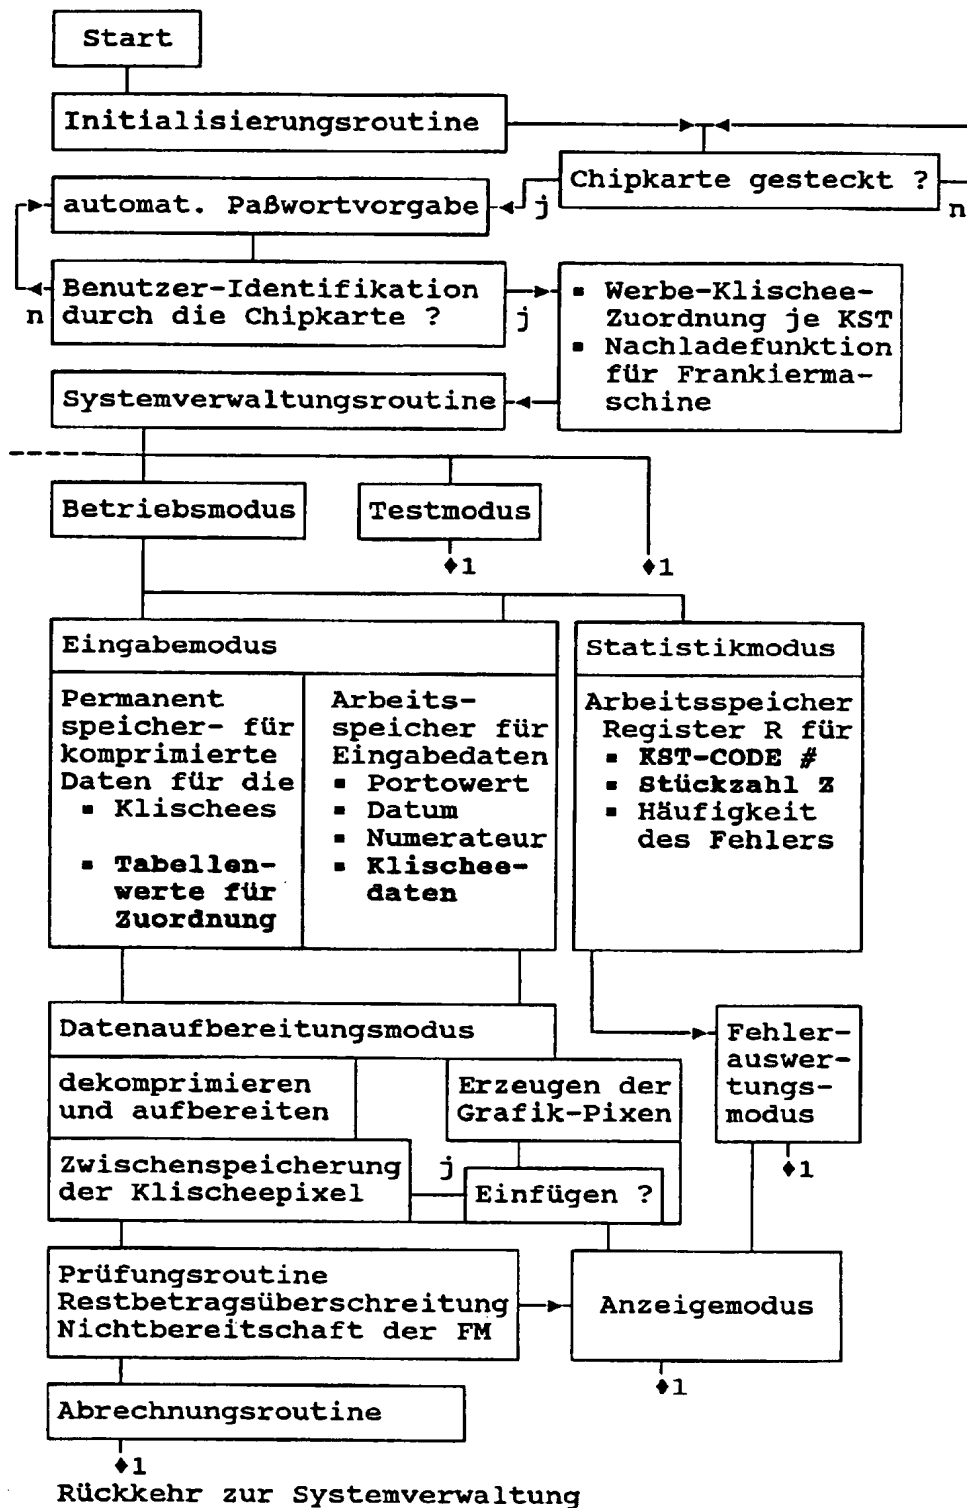 Start
Initialisierungsroutine
Chipkarte gesteckt ?
j
n
automat. Paßwortvorgabe
Benutzer-Identifikation
durch die Chipkarte ?
n
j
▪ Werbe-Klischee-
Zuordnung je KST
▪ Nachladefunktion
für Frankierma-
schine
Systemverwaltungsroutine
Betriebsmodus
Testmodus
♦1
♦1
Eingabemodus
Permanent
speicher- für
komprimierte
Daten für die
▪ Klischees
▪ Tabellen-
werte für
Zuordnung
Arbeits-
speicher für
Eingabedaten
▪ Portowert
▪ Datum
▪ Numerateur
▪ Klischee-
daten
Statistikmodus
Arbeitsspeicher
Register R für
▪ KST-CODE #
▪ Stückzahl Z
▪ Häufigkeit
des Fehlers
Datenaufbereitungsmodus
dekomprimieren
und aufbereiten
Erzeugen der
Grafik-Pixen
Zwischenspeicherung
der Klischeepixel
j
Einfügen ?
Fehler-
auswer-
tungs-
modus
♦1
Prüfungsroutine
Restbetragsüberschreitung
Nichtbereitschaft der FM
Anzeigemodus
♦1
Abrechnungsroutine
♦1
Rückkehr zur Systemverwaltung